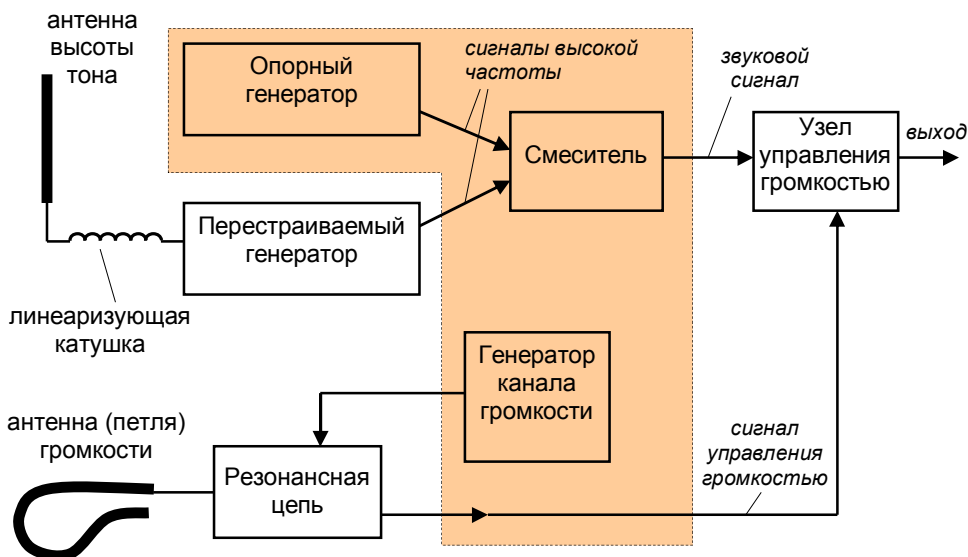 антенна
высоты
тона
Опорный
генератор
сигналы высокой
частоты
звуковой
сигнал
Смеситель
Узел
управления
громкостью
выход
Перестраиваемый
генератор
линеаризующая
катушка
Генератор
канала
громкости
антенна (петля)
громкости
Резонансная
цепь
сигнал
управления
громкостью